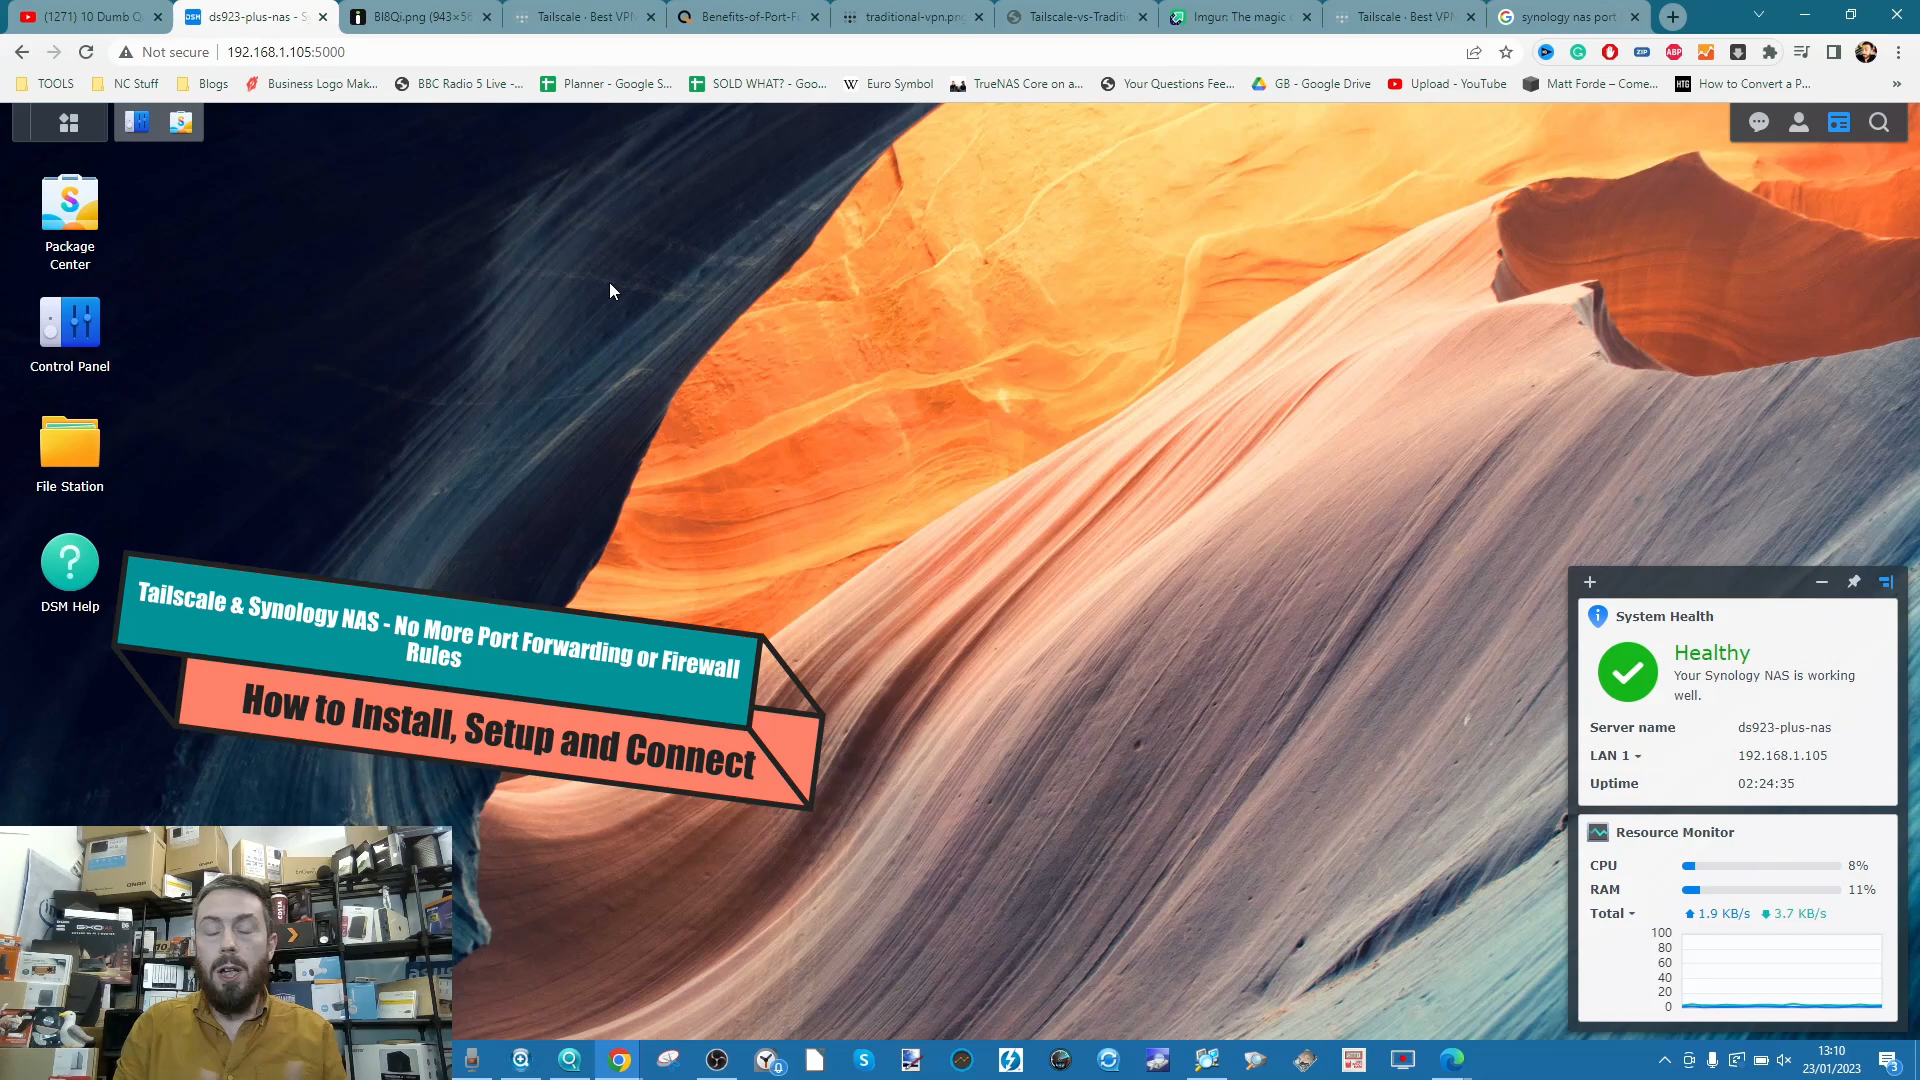 (1271) 10 Dumb Q
ds923-plus-nas - S
BI8Qi.png (943×56
Tailscale · Best VPN
Benefits-of-Port-Fo
traditional-vpn.png
Tailscale-vs-Traditio
Imgur: The magic o
Tailscale · Best VPN
synology nas port
Not secure
192.168.1.105:5000
TOOLS
NC Stuff
Blogs
Business Logo Mak...
BBC Radio 5 Live -...
Planner - Google S...
SOLD WHAT? - Goo...
Euro Symbol
TrueNAS Core on a...
Your Questions Fee...
GB - Google Drive
Upload - YouTube
Matt Forde – Come...
How to Convert a P...
Package
Center
Control Panel
File Station
DSM Help
Tailscale & Synology NAS - No More Port Forwarding or Firewall
Rules
How to Install, Setup and Connect
System Health
Healthy
Your Synology NAS is working
well.
Server name ds923-plus-nas
LAN 1 192.168.1.105
Uptime 02:24:35
Resource Monitor
CPU 8%
RAM 11%
Total 1.9 KB/s 3.7 KB/s
100
80
60
40
20
0
13:10
23/01/2023
3